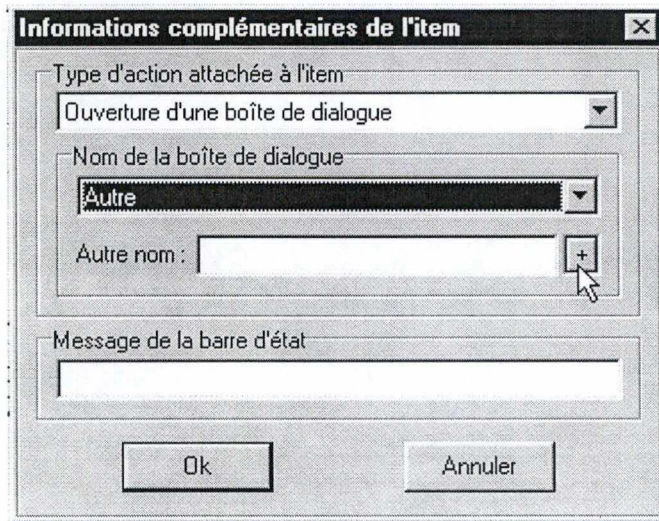 Informations complémentaires de l'item
Type d'action attachée à l'item
Ouverture d'une boîte de dialogue
Nom de la boîte de dialogue
Autre
Autre nom :
+
Message de la barre d'état
Ok
Annuler